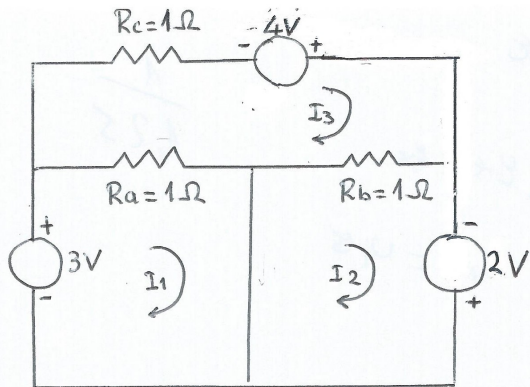 Rc=1Ω
- 4V +
I3
Ra=1Ω
Rb=1Ω
+
3V
-
I1
I2
-
2V
+